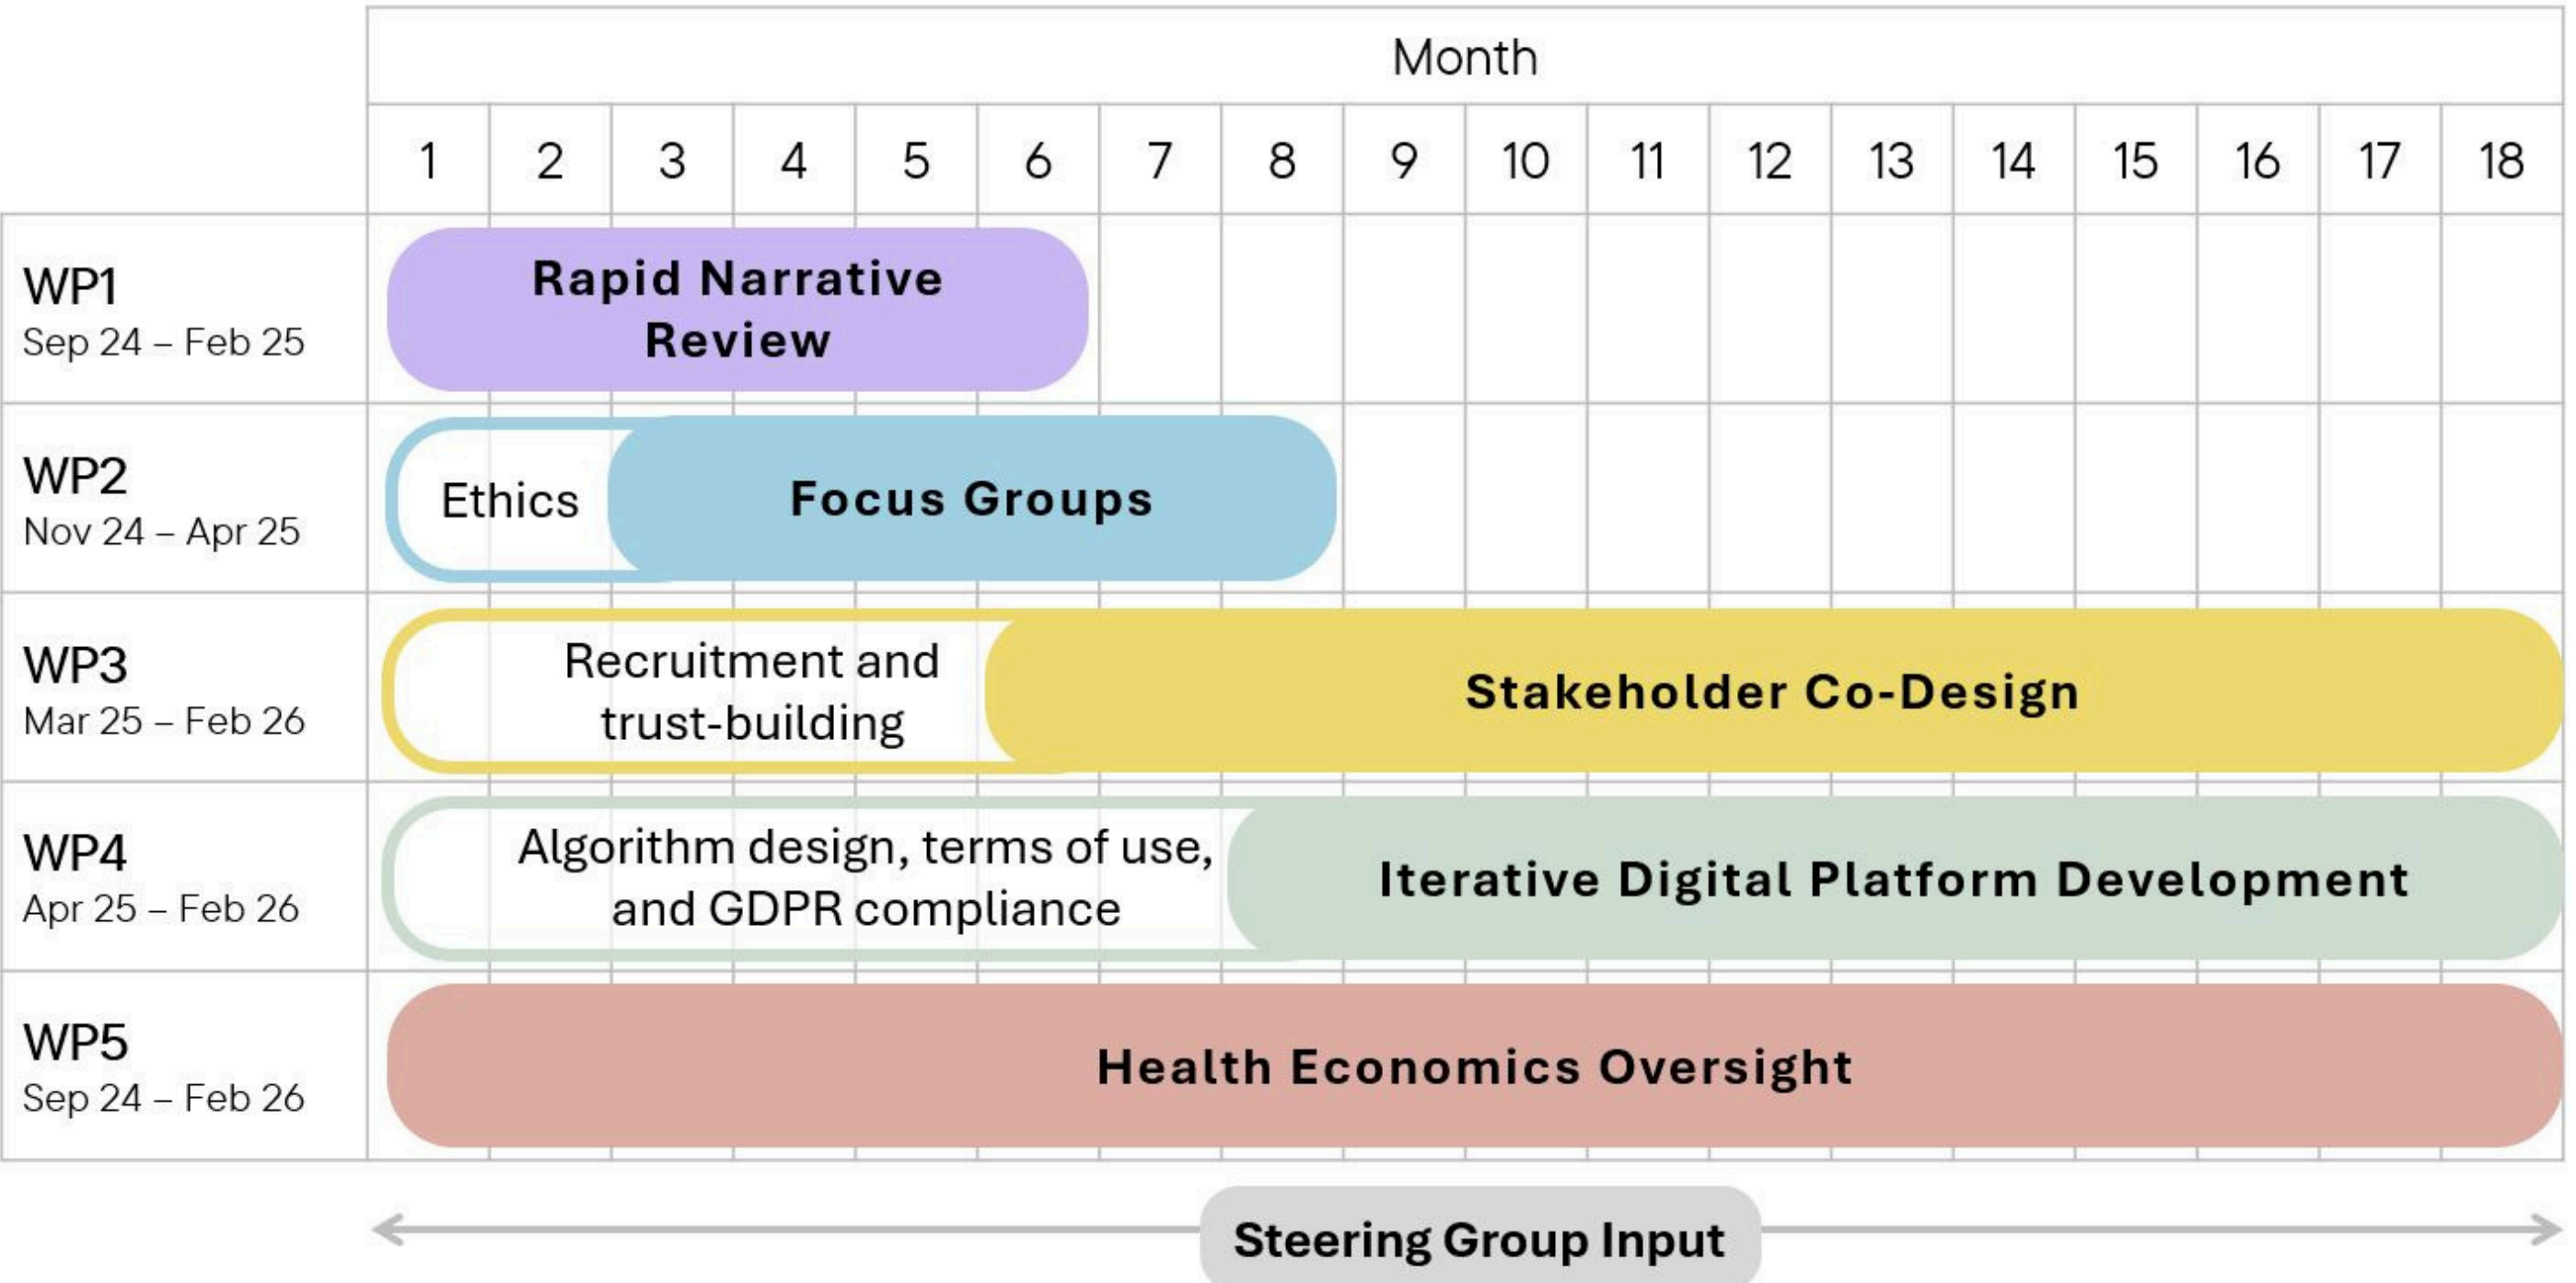 Month
1 2 3 4 5 6 7 8 9 10 11 12 13 14 15 16 17 18
WP1
Sep 24 – Feb 25
Rapid Narrative
Review
WP2
Nov 24 – Apr 25
Ethics
Focus Groups
WP3
Mar 25 – Feb 26
Recruitment and
trust-building
Stakeholder Co-Design
WP4
Apr 25 – Feb 26
Algorithm design, terms of use,
and GDPR compliance
Iterative Digital Platform Development
WP5
Sep 24 – Feb 26
Health Economics Oversight
Steering Group Input